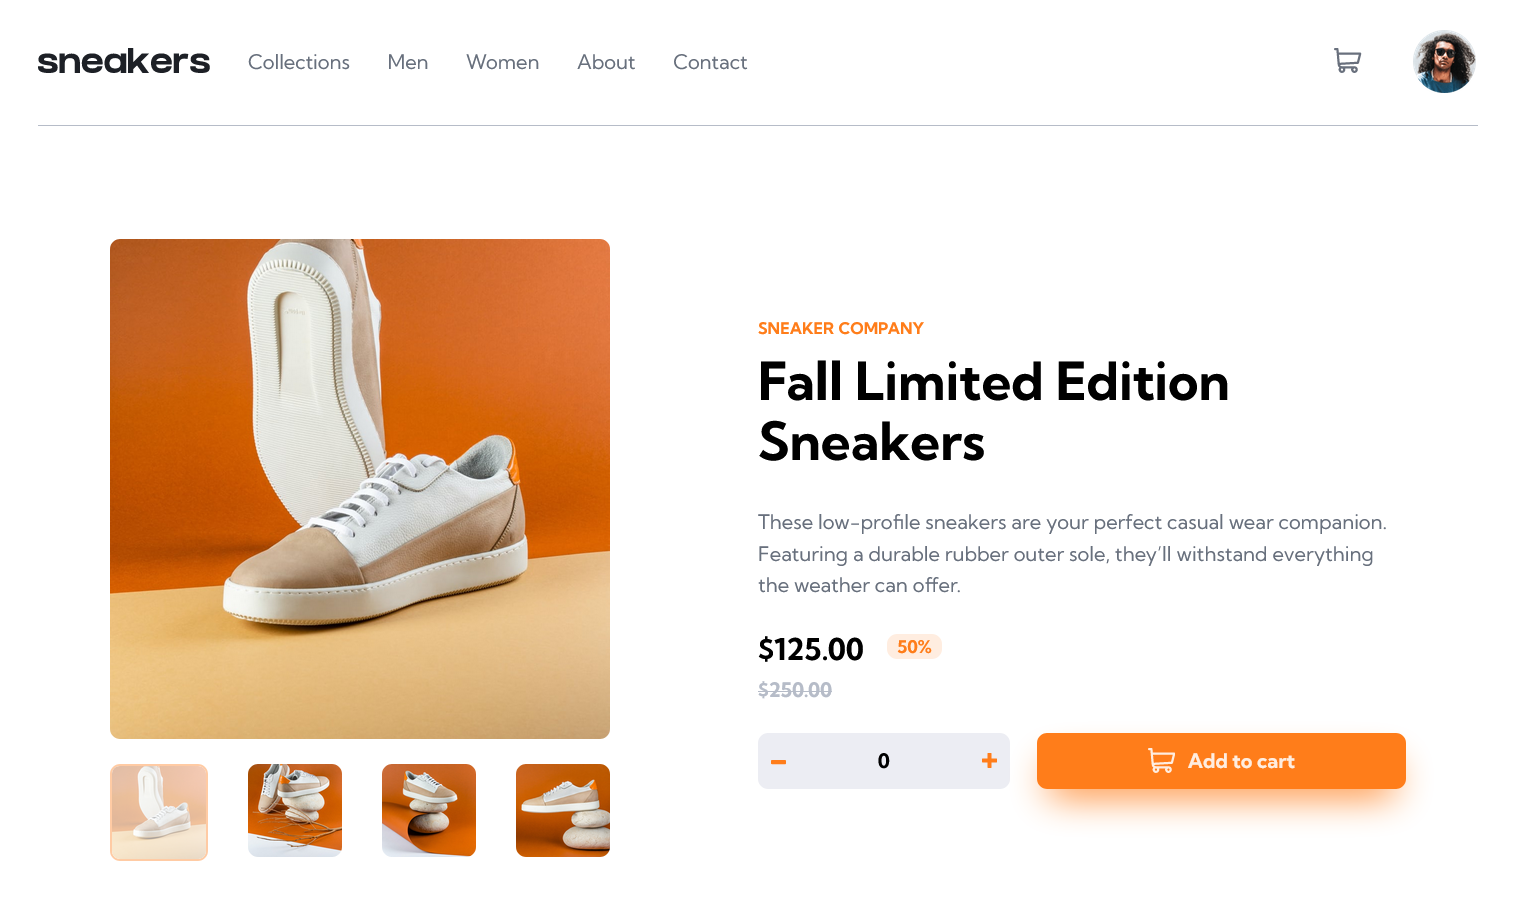 sneakers
Collections
Men
Women
About
Contact
SNEAKER COMPANY
Fall Limited Edition
Sneakers
These low-profile sneakers are your perfect casual wear companion.
Featuring a durable rubber outer sole, they’ll withstand everything
the weather can offer.
$125.00
50%
$250.00
0
Add to cart